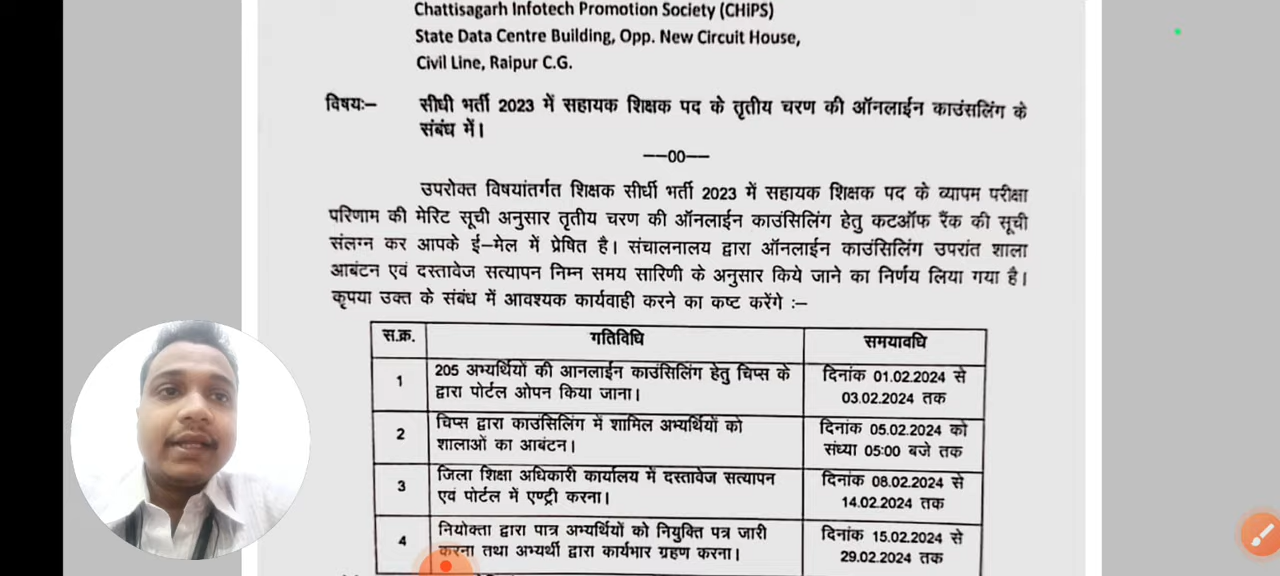 Chattisagarh Infotech Promotion Society (CHiPS)
State Data Centre Building, Opp. New Circuit House,
Civil Line, Raipur C.G.
विषयः– सीधी भर्ती 2023 में सहायक शिक्षक पद के तृतीय चरण की ऑनलाईन काउंसलिंग के
संबंध में।
—00—
उपरोक्त विषयांतर्गत शिक्षक सीर्धी भर्ती 2023 में सहायक शिक्षक पद के व्यापम परीक्षा
परिणाम की मेरिट सूची अनुसार तृतीय चरण की ऑनलाईन काउंसिलिंग हेतु कटऑफ रैंक की सूची
संलग्न कर आपके ई–मेल में प्रेषित है। संचालनालय द्वारा ऑनलाईन काउंसिलिंग उपरांत शाला
आबंटन एवं दस्तावेज सत्यापन निम्न समय सारिणी के अनुसार किये जाने का निर्णय लिया गया है।
कृपया उक्त के संबंध में आवश्यक कार्यवाही करने का कष्ट करेंगे :–
स.क्र. गतिविधि समयावधि
1 205 अभ्यर्थियों की आनलाईन काउंसिलिंग हेतु चिप्स के दिनांक 01.02.2024 से
द्वारा पोर्टल ओपन किया जाना। 03.02.2024 तक
2 चिप्स द्वारा काउंसिलिंग में शामिल अभ्यर्थियों को दिनांक 05.02.2024 को
शालाओं का आबंटन। संध्या 05:00 बजे तक
3 जिला शिक्षा अधिकारी कार्यालय में दस्तावेज सत्यापन दिनांक 08.02.2024 से
एवं पोर्टल में एण्ट्री करना। 14.02.2024 तक
4 नियोक्ता द्वारा पात्र अभ्यर्थियों को नियुक्ति पत्र जारी दिनांक 15.02.2024 से
करना तथा अभ्यर्थी द्वारा कार्यभार ग्रहण करना। 29.02.2024 तक